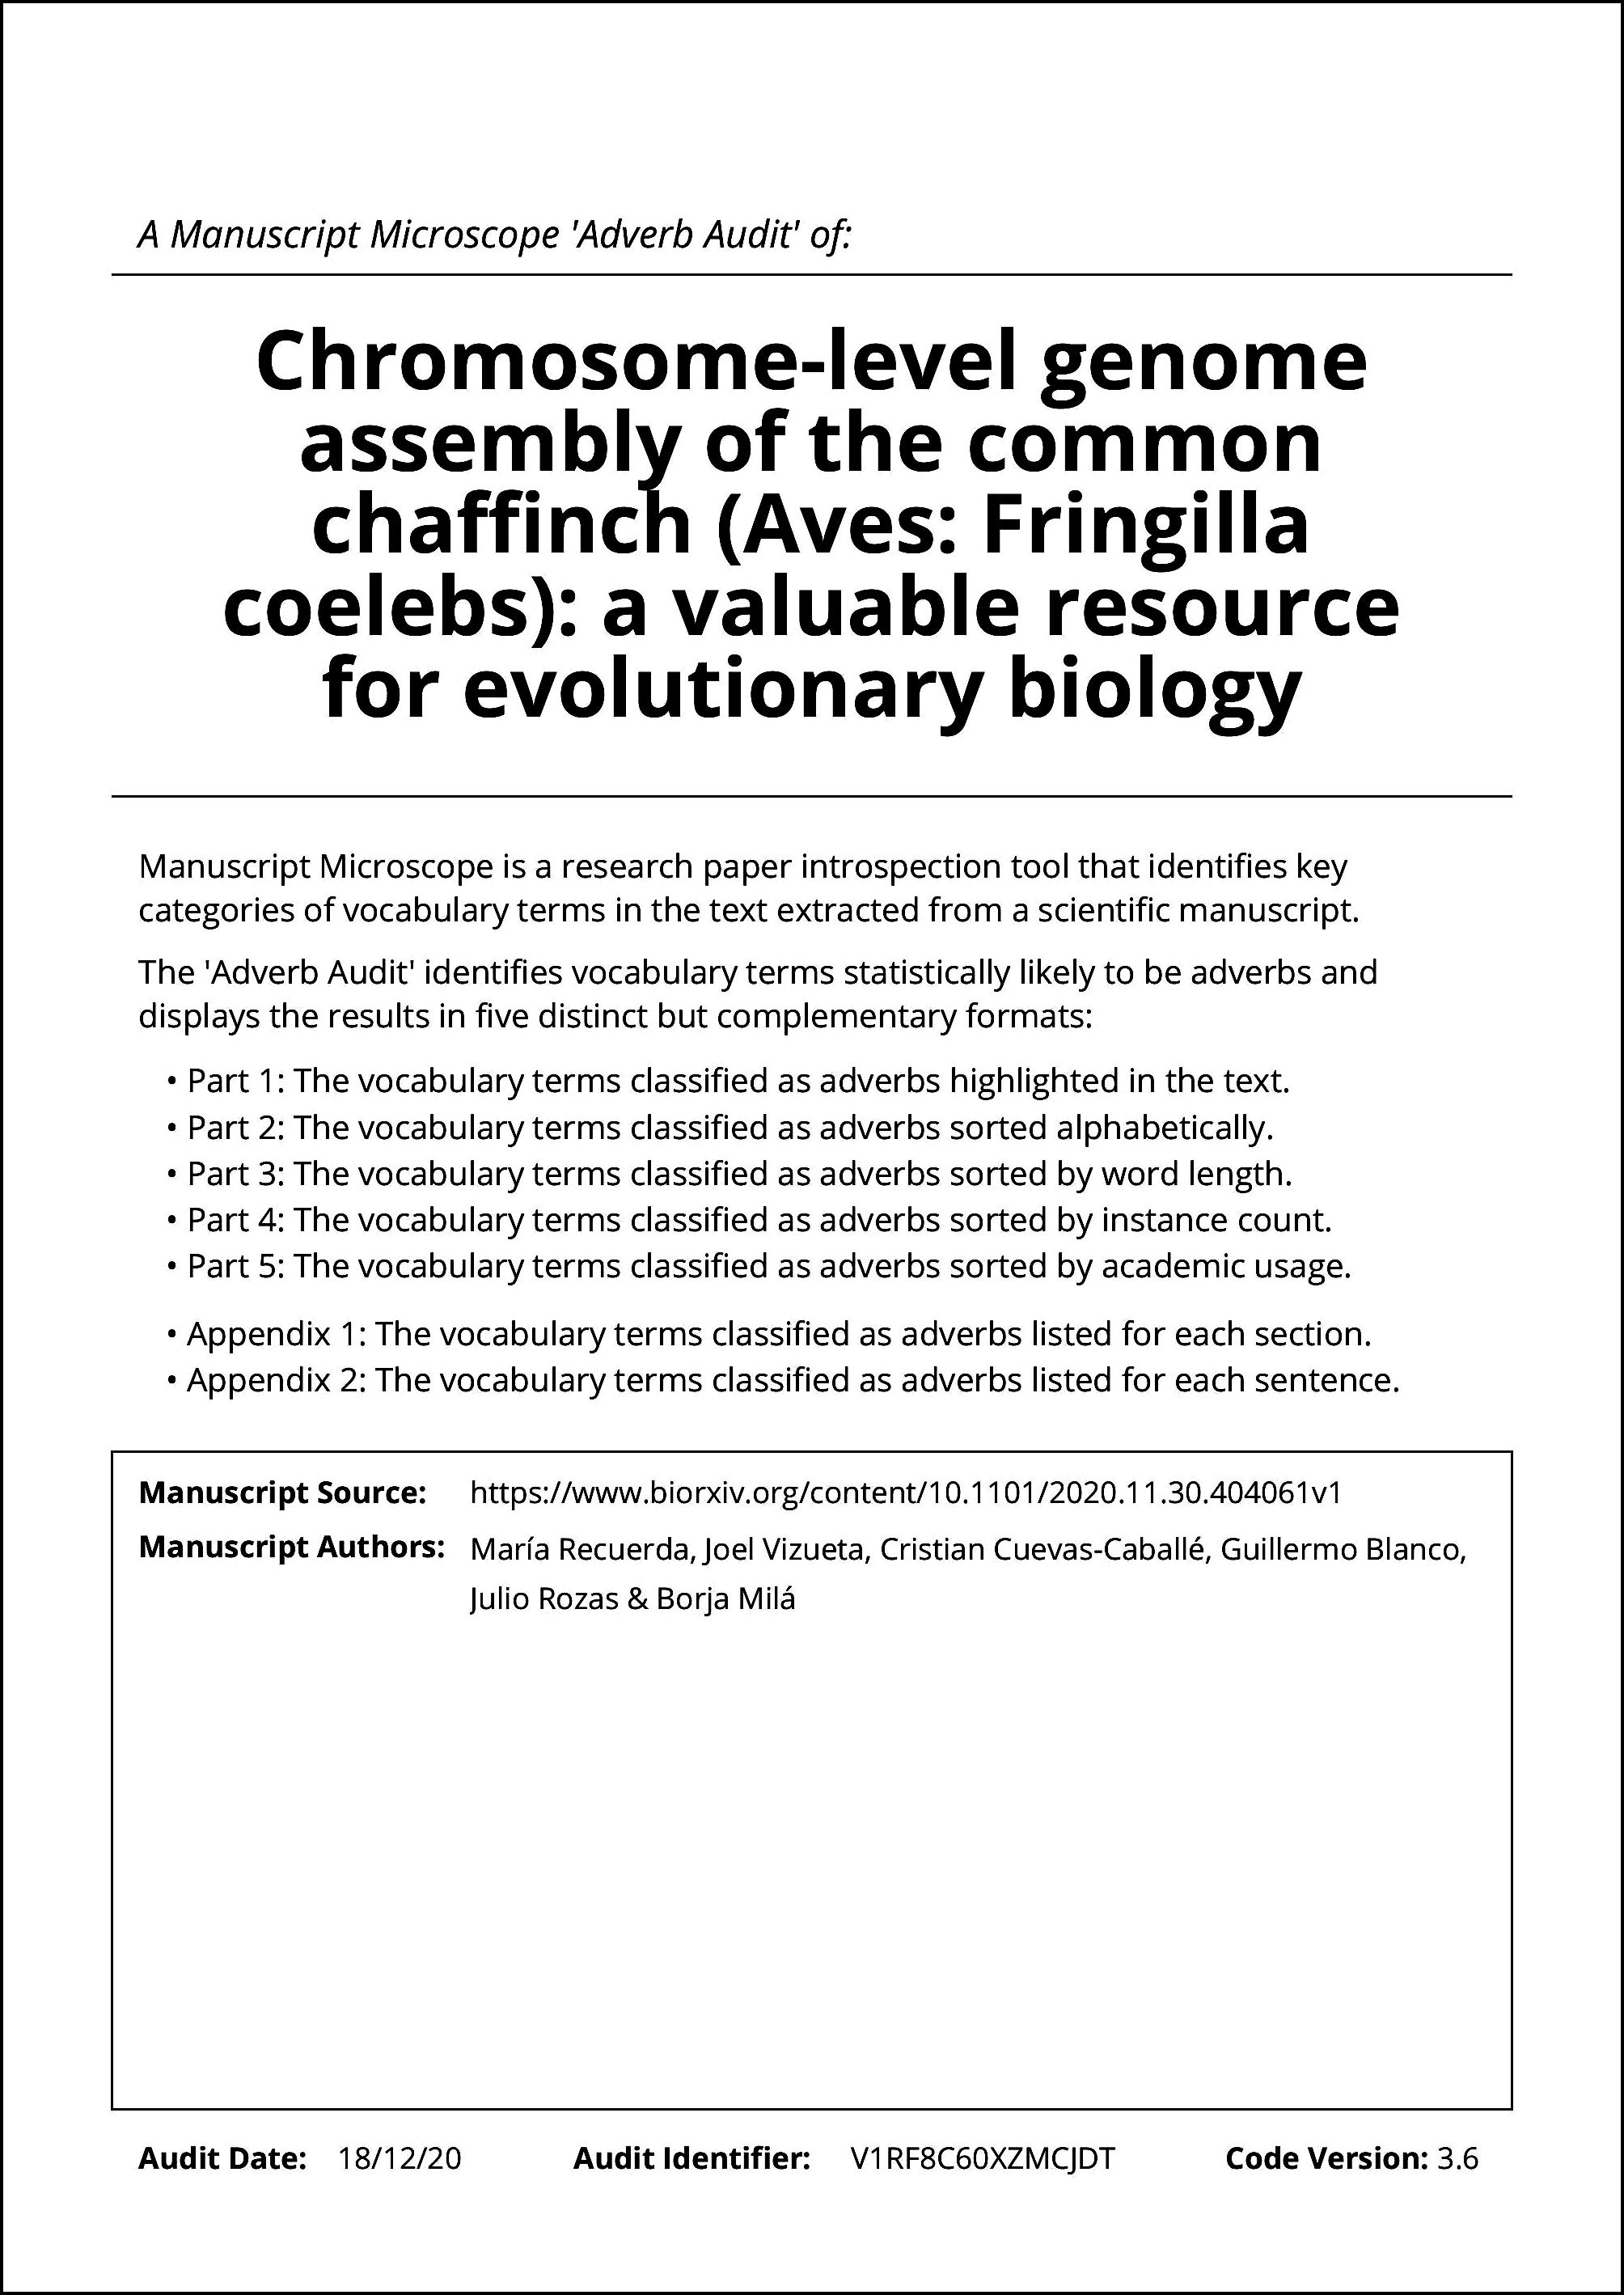 A Manuscript Microscope 'Adverb Audit' of:
Chromosome-level genome
assembly of the common
chaffinch (Aves: Fringilla
coelebs): a valuable resource
for evolutionary biology
Manuscript Microscope is a research paper introspection tool that identifies key
categories of vocabulary terms in the text extracted from a scientific manuscript.
The 'Adverb Audit' identifies vocabulary terms statistically likely to be adverbs and
displays the results in five distinct but complementary formats:
• Part 1: The vocabulary terms classified as adverbs highlighted in the text.
• Part 2: The vocabulary terms classified as adverbs sorted alphabetically.
• Part 3: The vocabulary terms classified as adverbs sorted by word length.
• Part 4: The vocabulary terms classified as adverbs sorted by instance count.
• Part 5: The vocabulary terms classified as adverbs sorted by academic usage.
• Appendix 1: The vocabulary terms classified as adverbs listed for each section.
• Appendix 2: The vocabulary terms classified as adverbs listed for each sentence.
Manuscript Source: https://www.biorxiv.org/content/10.1101/2020.11.30.404061v1
Manuscript Authors: María Recuerda, Joel Vizueta, Cristian Cuevas-Caballé, Guillermo Blanco,
Julio Rozas & Borja Milá
Audit Date: 18/12/20 Audit Identifier: V1RF8C60XZMCJDT Code Version: 3.6